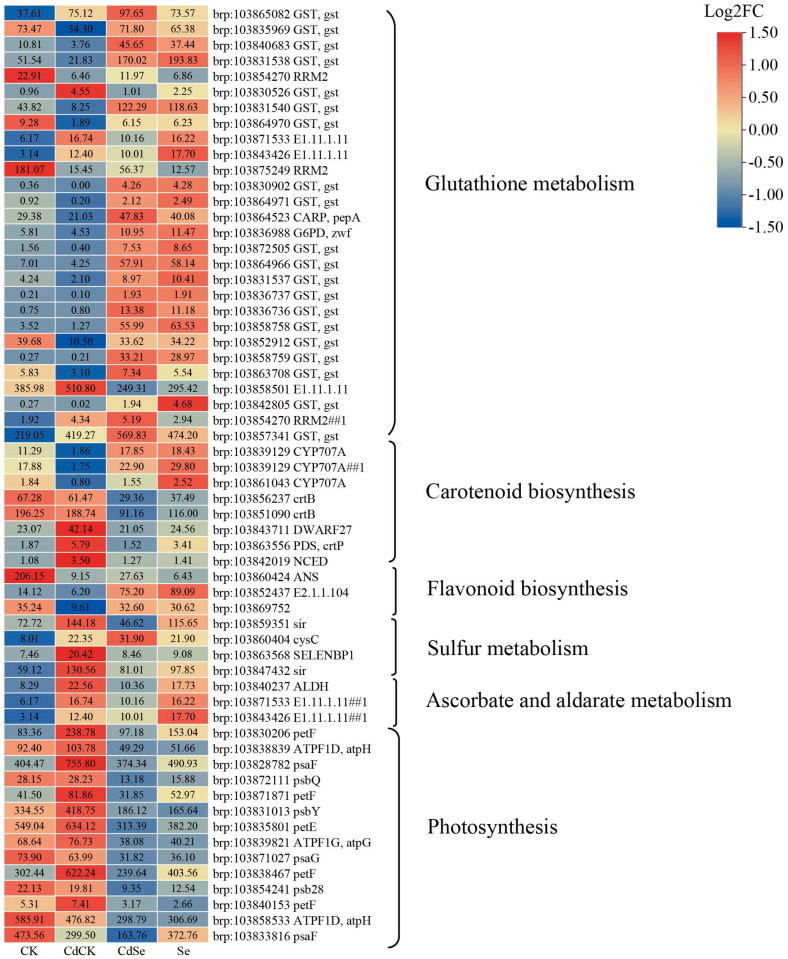 Log2FC
1.50
1.00
0.50
0.00
-0.50
-1.00
-1.50
37.61 75.12 97.65 73.57 brp:103865082 GST, gst
73.47 34.30 71.80 65.38 brp:103835969 GST, gst
10.81 3.76 45.65 37.44 brp:103840683 GST, gst
51.54 21.83 170.02 193.83 brp:103831538 GST, gst
22.91 6.46 11.97 6.86 brp:103854270 RRM2
0.96 4.55 1.01 2.25 brp:103830526 GST, gst
43.82 8.25 122.29 118.63 brp:103831540 GST, gst
9.28 1.89 6.15 6.23 brp:103864970 GST, gst
6.17 16.74 10.16 16.22 brp:103871533 E1.11.1.11
3.14 12.40 10.01 17.70 brp:103843426 E1.11.1.11
181.07 15.45 56.37 12.57 brp:103875249 RRM2
0.36 0.00 4.26 4.28 brp:103830902 GST, gst
0.92 0.20 2.12 2.49 brp:103864971 GST, gst
29.38 21.03 47.83 40.08 brp:103864523 CARP, pepA
5.81 4.53 10.95 11.47 brp:103836988 G6PD, zwf
1.56 0.40 7.53 8.65 brp:103872505 GST, gst
7.01 4.25 57.91 58.14 brp:103864966 GST, gst
4.24 2.10 8.97 10.41 brp:103831537 GST, gst
0.21 0.10 1.93 1.91 brp:103836737 GST, gst
0.75 0.80 13.38 11.18 brp:103836736 GST, gst
3.52 1.27 55.99 63.53 brp:103858758 GST, gst
39.68 10.50 33.62 34.22 brp:103852912 GST, gst
0.27 0.21 33.21 28.97 brp:103858759 GST, gst
5.83 3.10 7.34 5.54 brp:103863708 GST, gst
385.98 510.80 249.31 295.42 brp:103858501 E1.11.1.11
0.27 0.02 1.94 4.68 brp:103842805 GST, gst
1.92 4.34 5.19 2.94 brp:103854270 RRM2##1
219.05 419.27 569.83 474.20 brp:103857341 GST, gst
Glutathione metabolism
11.29 1.86 17.85 18.43 brp:103839129 CYP707A
17.88 1.75 22.90 29.80 brp:103839129 CYP707A##1
1.84 0.80 1.55 2.52 brp:103861043 CYP707A
67.28 61.47 29.36 37.49 brp:103856237 crtB
196.25 188.74 91.16 116.00 brp:103851090 crtB
23.07 42.14 21.05 24.56 brp:103843711 DWARF27
1.87 5.79 1.52 3.41 brp:103863556 PDS, crtP
1.08 3.50 1.27 1.41 brp:103842019 NCED
Carotenoid biosynthesis
206.15 9.15 27.63 6.43 brp:103860424 ANS
14.12 6.20 75.20 89.09 brp:103852437 E2.1.1.104
35.24 9.61 32.60 30.62 brp:103869752
Flavonoid biosynthesis
72.72 144.18 46.62 115.65 brp:103859351 sir
8.01 22.35 31.90 21.90 brp:103860404 cysC
7.46 20.42 8.46 9.08 brp:103863568 SELENBP1
59.12 130.56 81.01 97.85 brp:103847432 sir
Sulfur metabolism
8.29 22.56 10.36 17.73 brp:103840237 ALDH
6.17 16.74 10.16 16.22 brp:103871533 E1.11.1.11##1
3.14 12.40 10.01 17.70 brp:103843426 E1.11.1.11##1
Ascorbate and aldarate metabolism
83.36 238.78 97.18 153.04 brp:103830206 petF
92.40 103.78 49.29 51.66 brp:103838839 ATPF1D, atpH
404.47 755.80 374.34 490.93 brp:103828782 psaF
28.15 28.23 13.18 15.88 brp:103872111 psbQ
41.50 81.86 31.85 52.97 brp:103871871 petF
334.55 418.75 186.12 165.64 brp:103831013 psbY
549.04 634.12 313.39 382.20 brp:103835801 petE
68.64 76.73 38.08 40.21 brp:103839821 ATPF1G, atpG
73.90 63.99 31.82 36.10 brp:103871027 psaG
302.44 622.24 239.64 403.56 brp:103838467 petF
22.13 19.81 9.35 12.54 brp:103854241 psb28
5.31 7.41 3.17 2.66 brp:103840153 petF
585.91 476.82 298.79 306.69 brp:103858533 ATPF1D, atpH
473.56 299.50 163.76 372.76 brp:103833816 psaF
Photosynthesis
CK CdCK CdSe Se